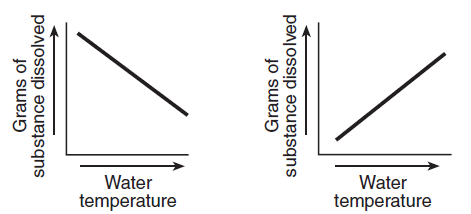 Grams of
substance dissolved
Water
temperature
Grams of
substance dissolved
Water
temperature